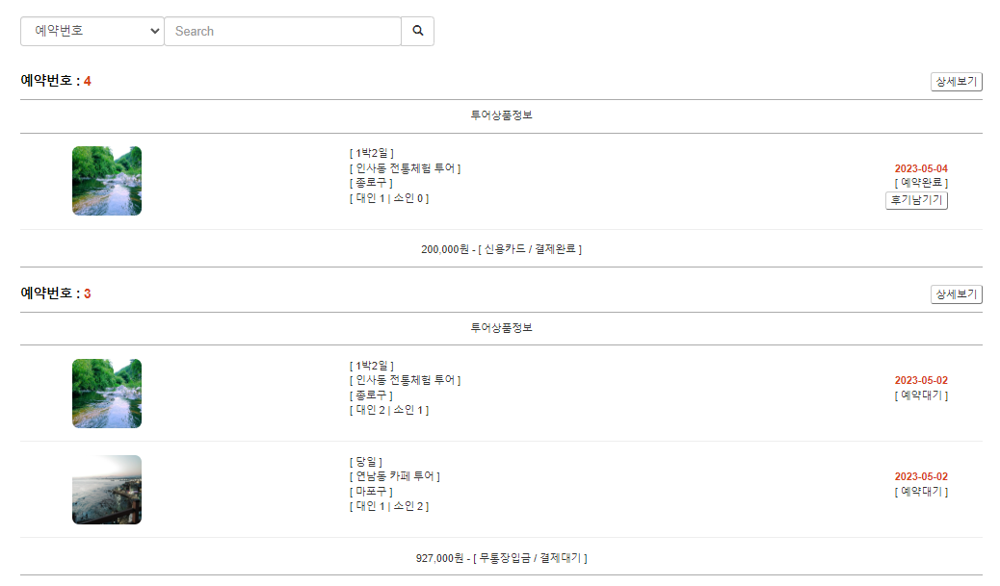 예약번호 Search
예약번호 : 4 상세보기
투어상품정보
[ 1박2일 ]
[ 인사동 전통체험 투어 ]
[ 종로구 ]
[ 대인 1 | 소인 0 ]
2023-05-04
[ 예약완료 ]
후기남기기
200,000원 - [ 신용카드 / 결제완료 ]
예약번호 : 3 상세보기
투어상품정보
[ 1박2일 ]
[ 인사동 전통체험 투어 ]
[ 종로구 ]
[ 대인 2 | 소인 1 ]
2023-05-02
[ 예약대기 ]
[ 당일 ]
[ 연남동 카페 투어 ]
[ 마포구 ]
[ 대인 1 | 소인 2 ]
2023-05-02
[ 예약대기 ]
927,000원 - [ 무통장입금 / 결제대기 ]